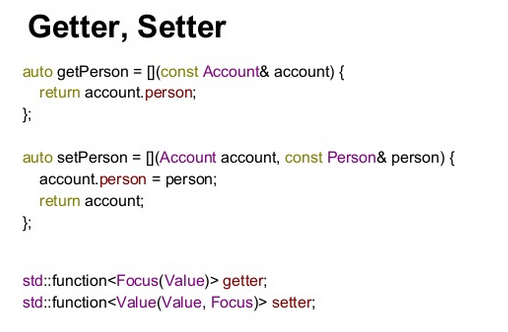 Getter, Setter
auto getPerson = [](const Account& account) {
return account.person;
};
auto setPerson = [](Account account, const Person& person) {
account.person = person;
return account;
};
std::function<Focus(Value)> getter;
std::function<Value(Value, Focus)> setter;